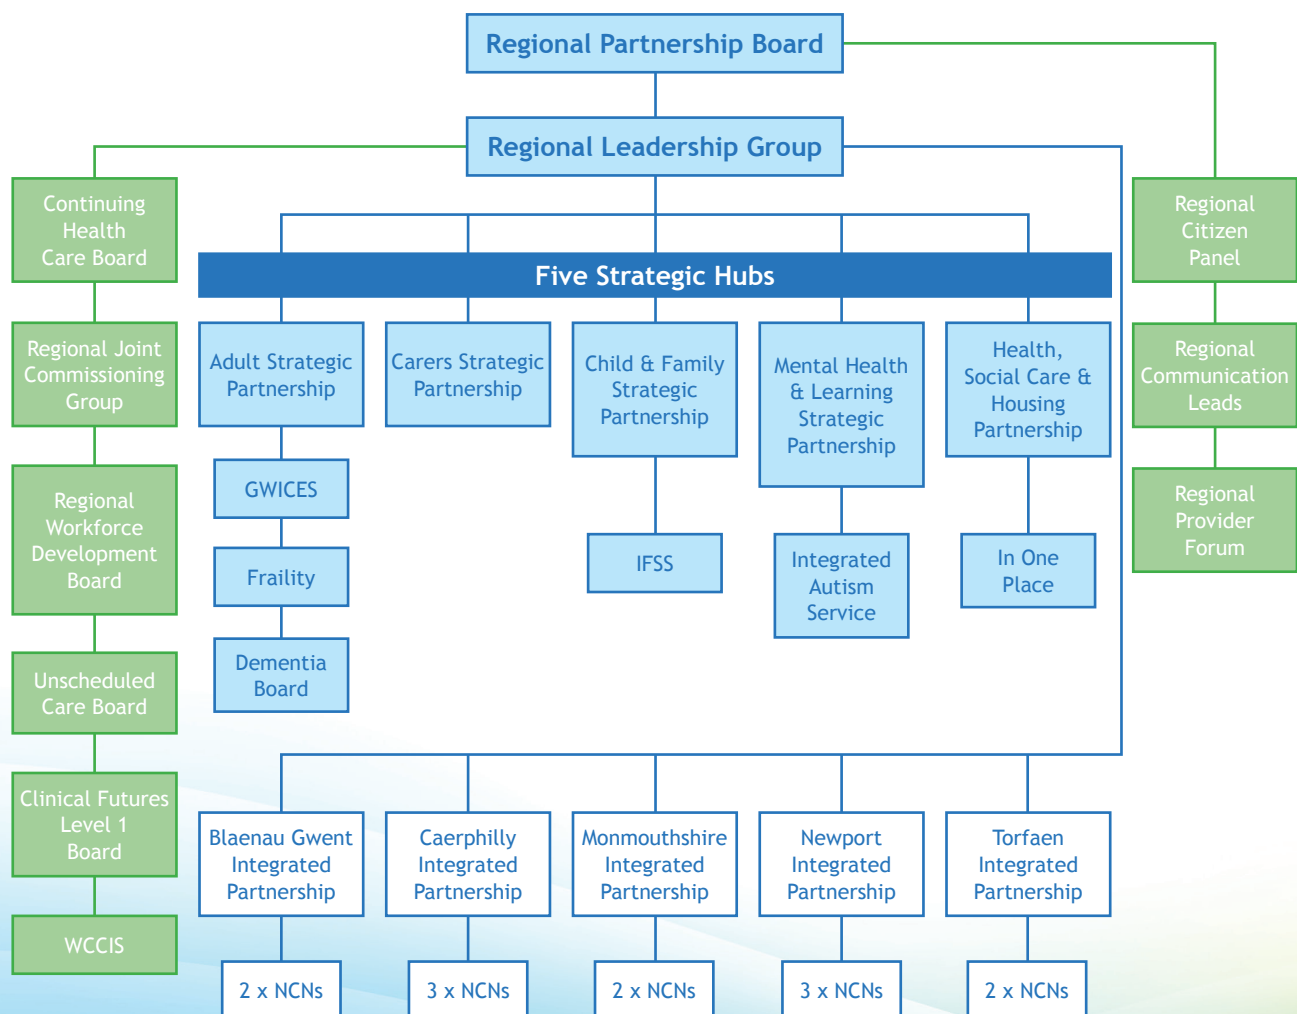 Regional Partnership Board
Regional Leadership Group
Continuing
Health
Care Board
Regional Joint
Commissioning
Group
Regional
Workforce
Development
Board
Unscheduled
Care Board
Clinical Futures
Level 1
Board
WCCIS
Five Strategic Hubs
Adult Strategic
Partnership
GWICES
Fraility
Dementia
Board
Carers Strategic
Partnership
Child & Family
Strategic
Partnership
IFSS
Mental Health
& Learning
Strategic
Partnership
Integrated
Autism
Service
Health,
Social Care &
Housing
Partnership
In One
Place
Regional
Citizen
Panel
Regional
Communication
Leads
Regional
Provider
Forum
Blaenau Gwent
Integrated
Partnership
2 x NCNs
Caerphilly
Integrated
Partnership
3 x NCNs
Monmouthshire
Integrated
Partnership
2 x NCNs
Newport
Integrated
Partnership
3 x NCNs
Torfaen
Integrated
Partnership
2 x NCNs